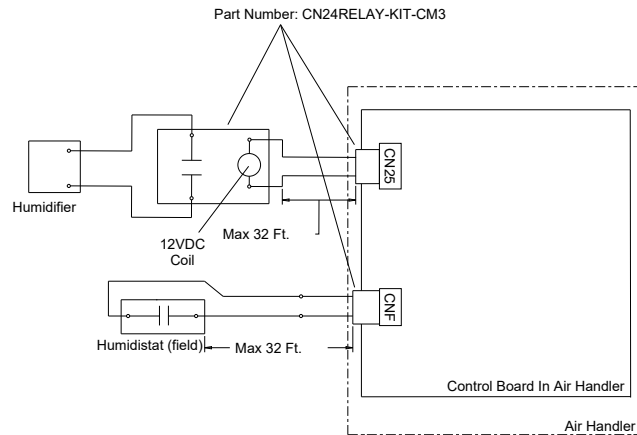 Part Number: CN24RELAY-KIT-CM3
CN25
Humidifier
12VDC
Coil
Max 32 Ft.
CNF
Humidistat (field)
Max 32 Ft.
Control Board In Air Handler
Air Handler